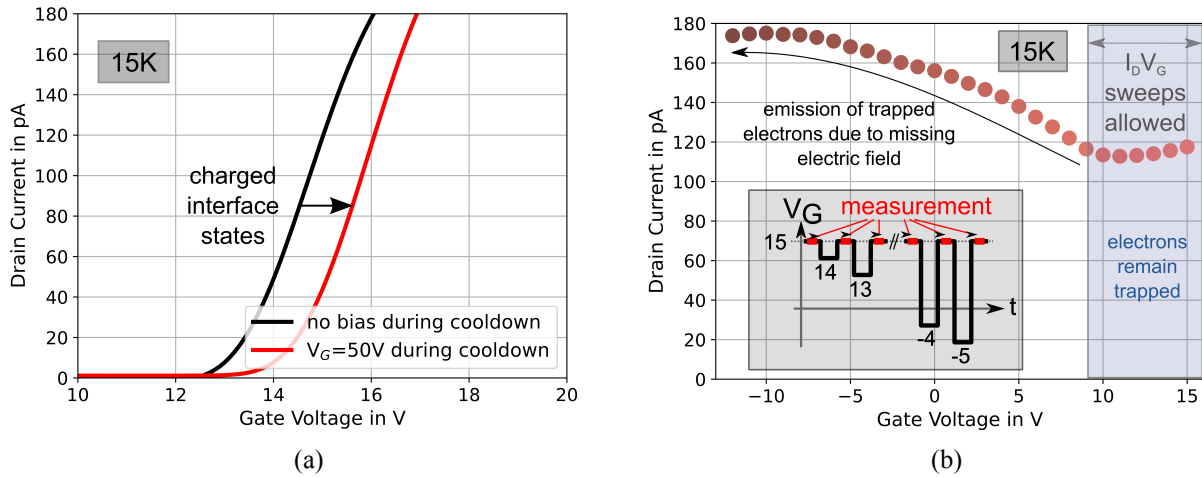 180
160
140
120
100
80
60
40
20
0
Drain Current in pA
15K
charged
interface
states
no bias during cooldown
V_G=50V during cooldown
10
12
14
16
18
20
Gate Voltage in V
(a)
180
160
140
120
100
80
60
40
20
0
Drain Current in pA
15K
I_DV_G
sweeps
allowed
emission of trapped
electrons due to missing
electric field
electrons
remain
trapped
V_G
measurement
15
//
14
13
-4
-5
t
−10
−5
0
5
10
15
Gate Voltage in V
(b)